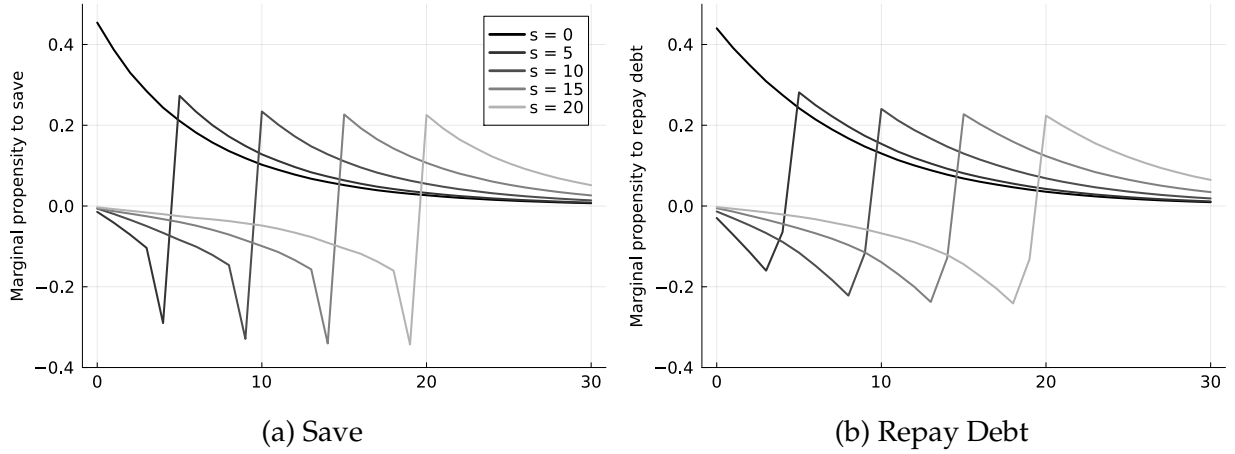 Marginal propensity to save
0.4
0.2
0.0
−0.2
−0.4
0
10
20
30
s = 0
s = 5
s = 10
s = 15
s = 20
(a) Save
Marginal propensity to repay debt
0.4
0.2
0.0
−0.2
−0.4
0
10
20
30
(b) Repay Debt